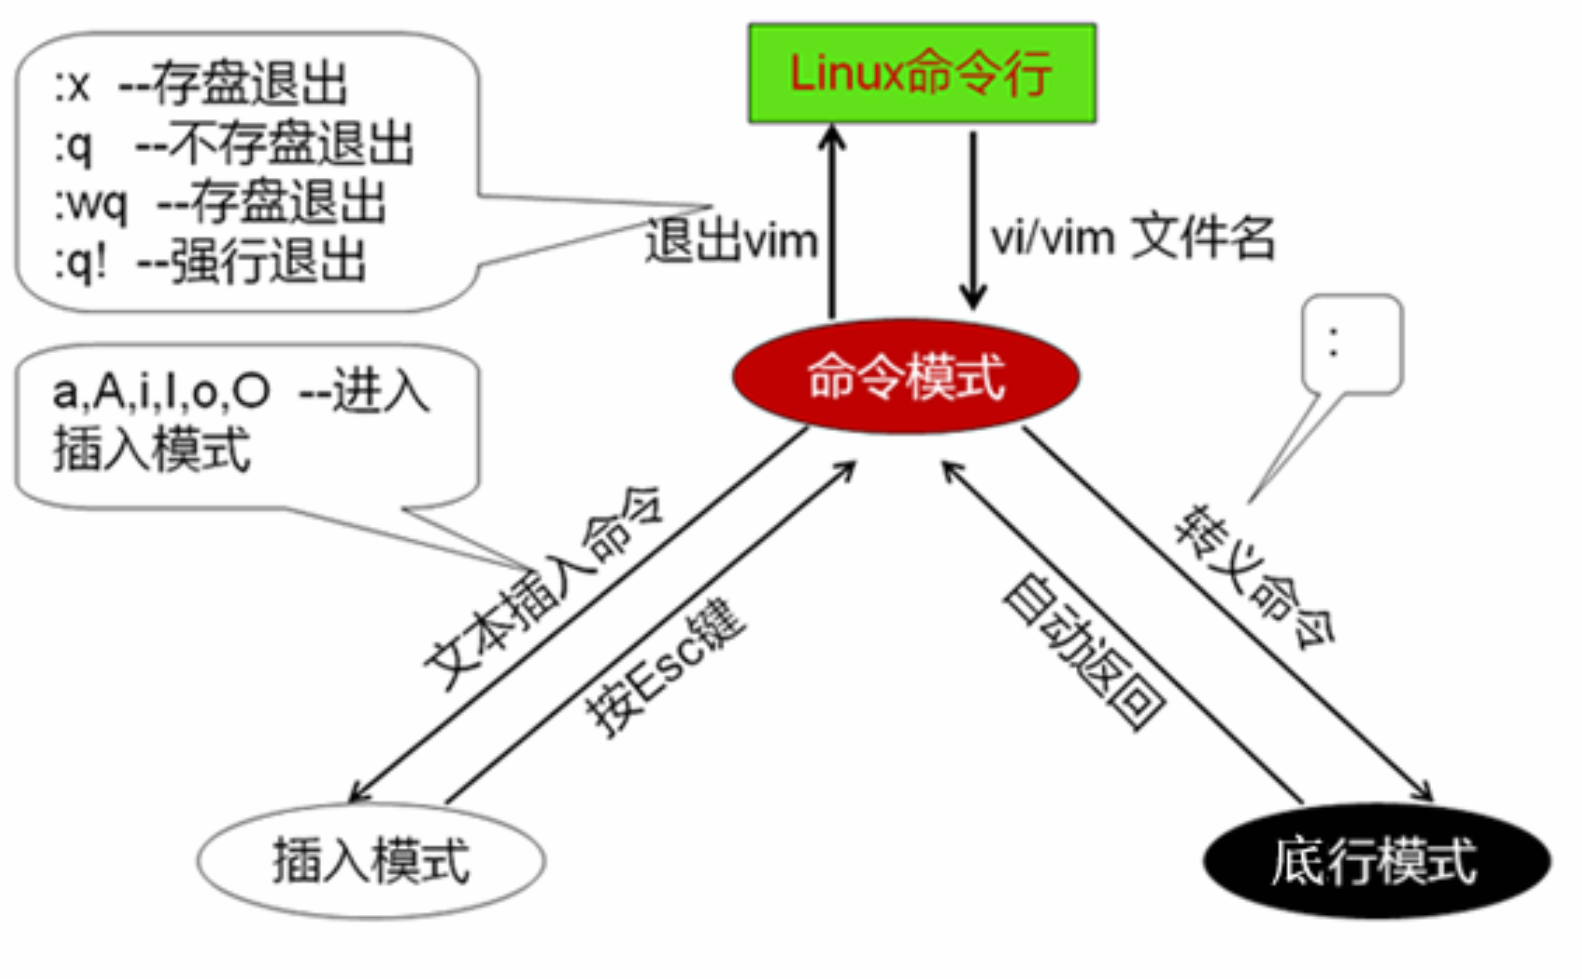 Linux命令行
:x --存盘退出
:q --不存盘退出
:wq --存盘退出
:q! --强行退出
退出vim
vi/vim 文件名
:
命令模式
a,A,i,I,o,O --进入
插入模式
文本插入命令
按Esc键
自动返回
转义命令
插入模式
底行模式